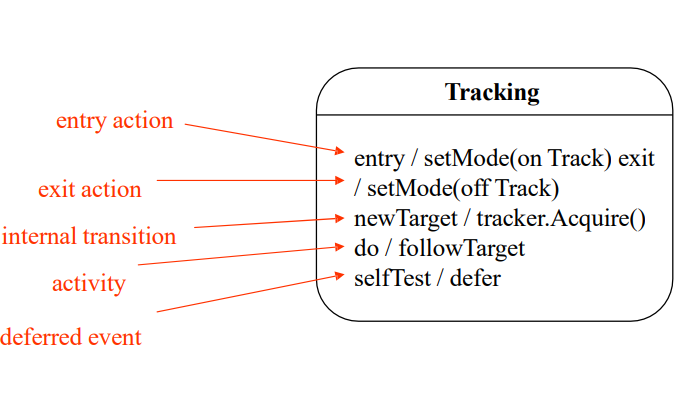 Tracking
entry action
entry / setMode(on Track) exit
exit action
/ setMode(off Track)
internal transition
newTarget / tracker.Acquire()
activity
do / followTarget
deferred event
selfTest / defer